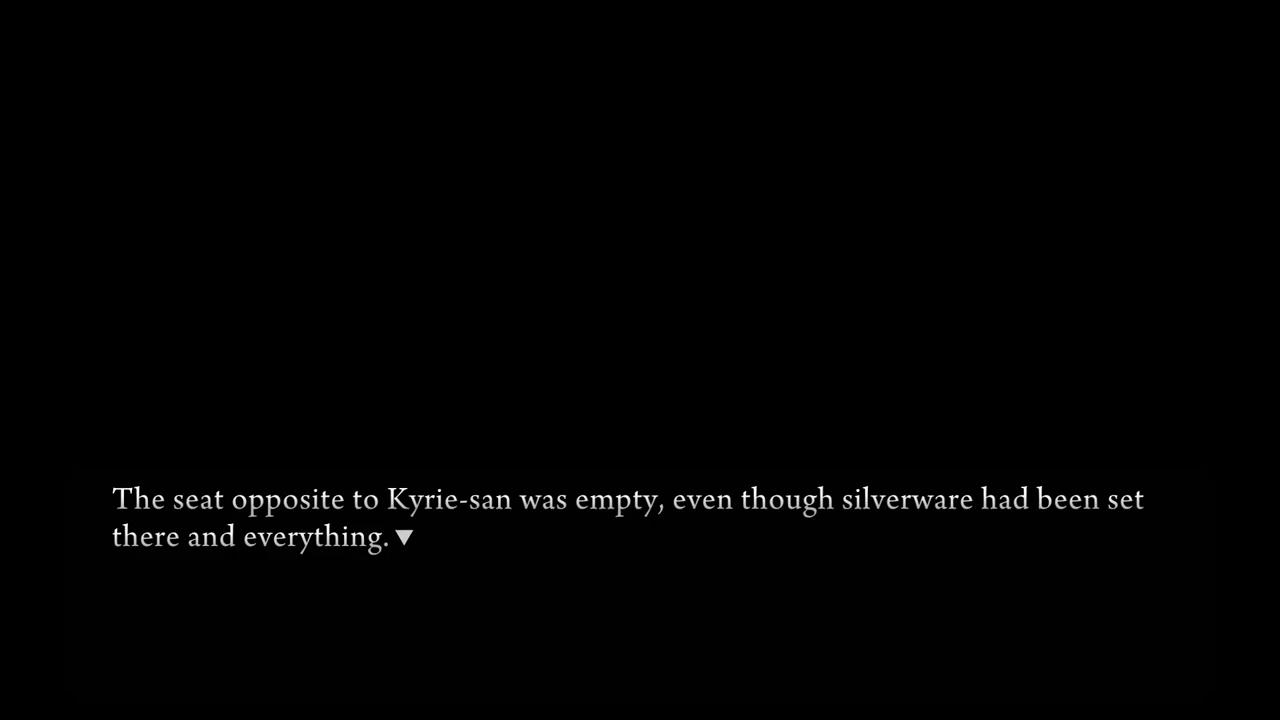 The seat opposite to Kyrie-san was empty, even though silverware had been set
there and everything.